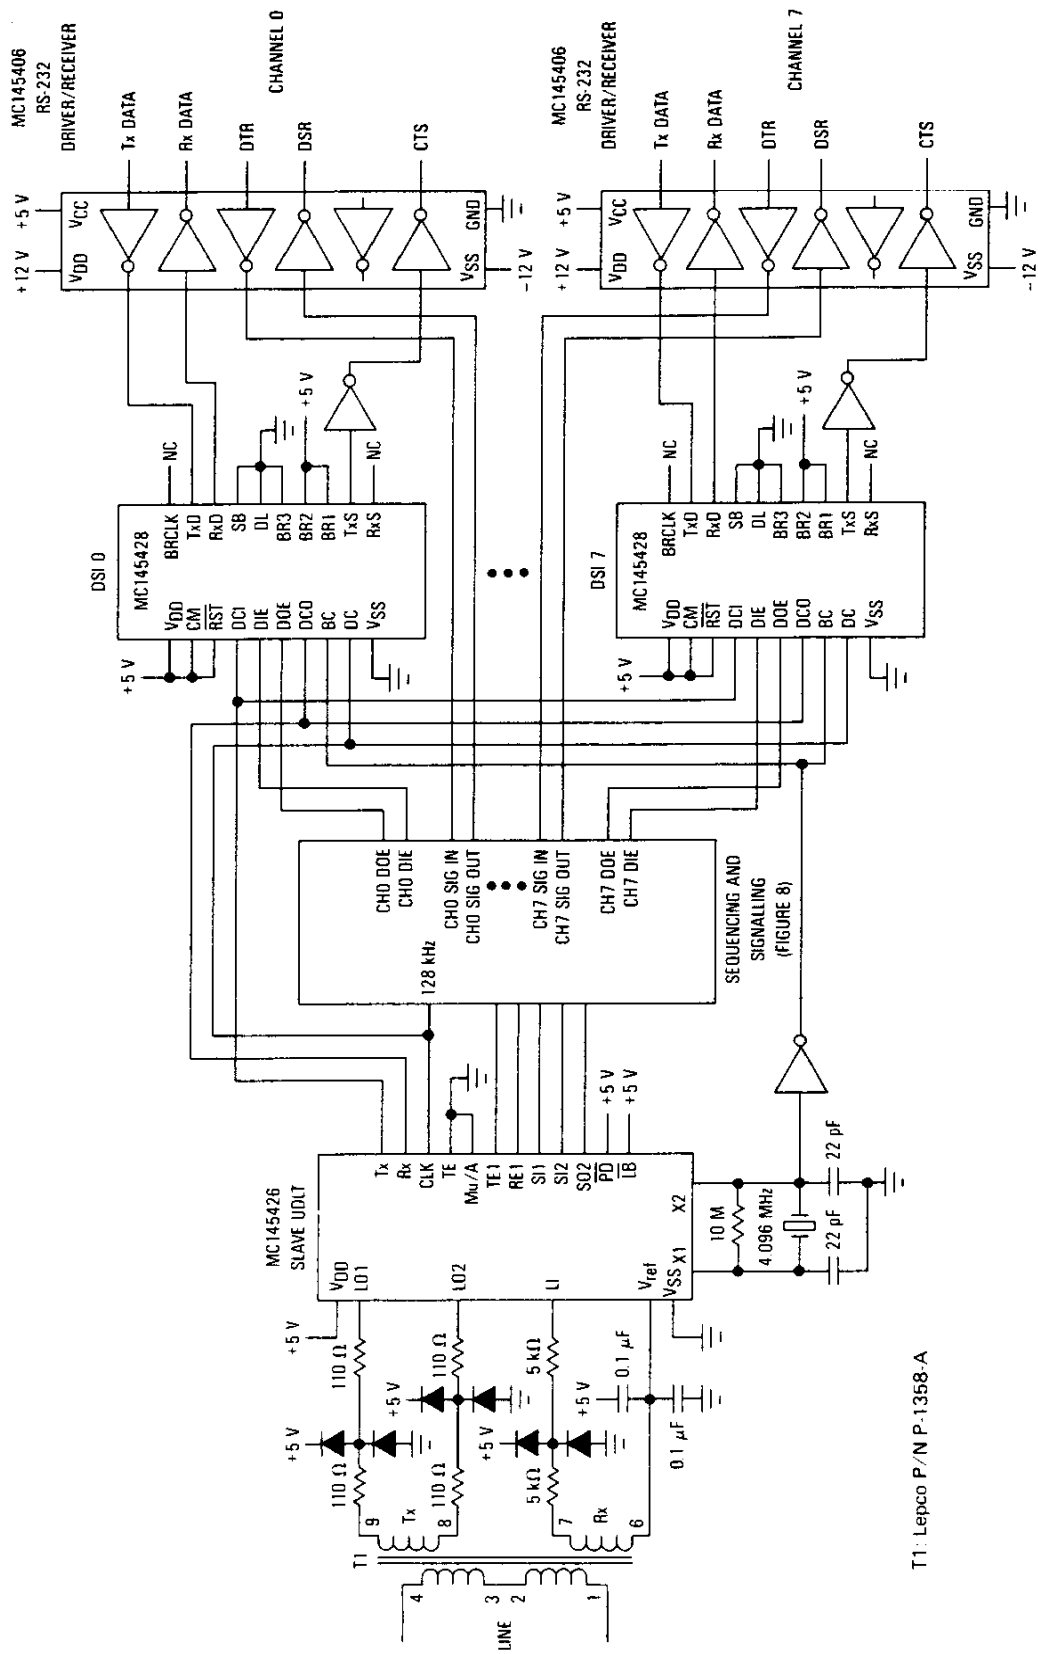 MC145406
RS-232
DRIVER/RECEIVER
CHANNEL 0
+5 V
+12 V
VCC
VDD
GND
VSS
-12 V
Tx DATA
Rx DATA
DTR
DSR
CTS
MC145406
RS-232
DRIVER/RECEIVER
CHANNEL 7
+5 V
+12 V
VCC
VDD
GND
VSS
-12 V
Tx DATA
Rx DATA
DTR
DSR
CTS
DSI 0
MC145428
NC
BRCLK
TxD
RxD
SB
DL
BR3
BR2
BR1
TxS
RxS
NC
+5 V
VDD
CM
RST
DCI
DIE
DOE
DCO
BC
DC
VSS
+5 V
DSI 7
MC145428
NC
BRCLK
TxD
RxD
SB
DL
BR3
BR2
BR1
TxS
RxS
NC
+5 V
VDD
CM
RST
DCI
DIE
DOE
DCO
BC
DC
VSS
+5 V
CH0 DOE
CH0 DIE
CH0 SIG IN
CH0 SIG OUT
CH7 SIG IN
CH7 SIG OUT
CH7 DOE
CH7 DIE
128 kHz
SEQUENCING AND
SIGNALLING
(FIGURE 8)
MC145426
SLAVE UDLT
Tx
Rx
CLK
TE
Mu/A
TE1
RE1
SI1
SI2
SO2
PD
LB
+5 V
+5 V
VDD
LO1
LO2
LI
Vref
VSS
X1
X2
10 M
4.096 MHz
22 pF
22 pF
+5 V
110 Ω
110 Ω
5 kΩ
0.1 μF
+5 V
+5 V
+5 V
+5 V
0.1 μF
110 Ω
110 Ω
5 kΩ
9
Tx
8
7
Rx
6
T1
4
3
2
1
LINE
T1: Lepco P/N P-1358-A